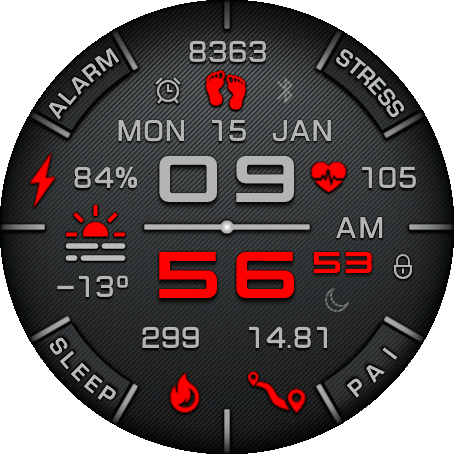 8363
ALARM
STRESS
MON 15 JAN
84%
09
105
AM
-13°
56
53
299
14.81
SLEEP
PAI